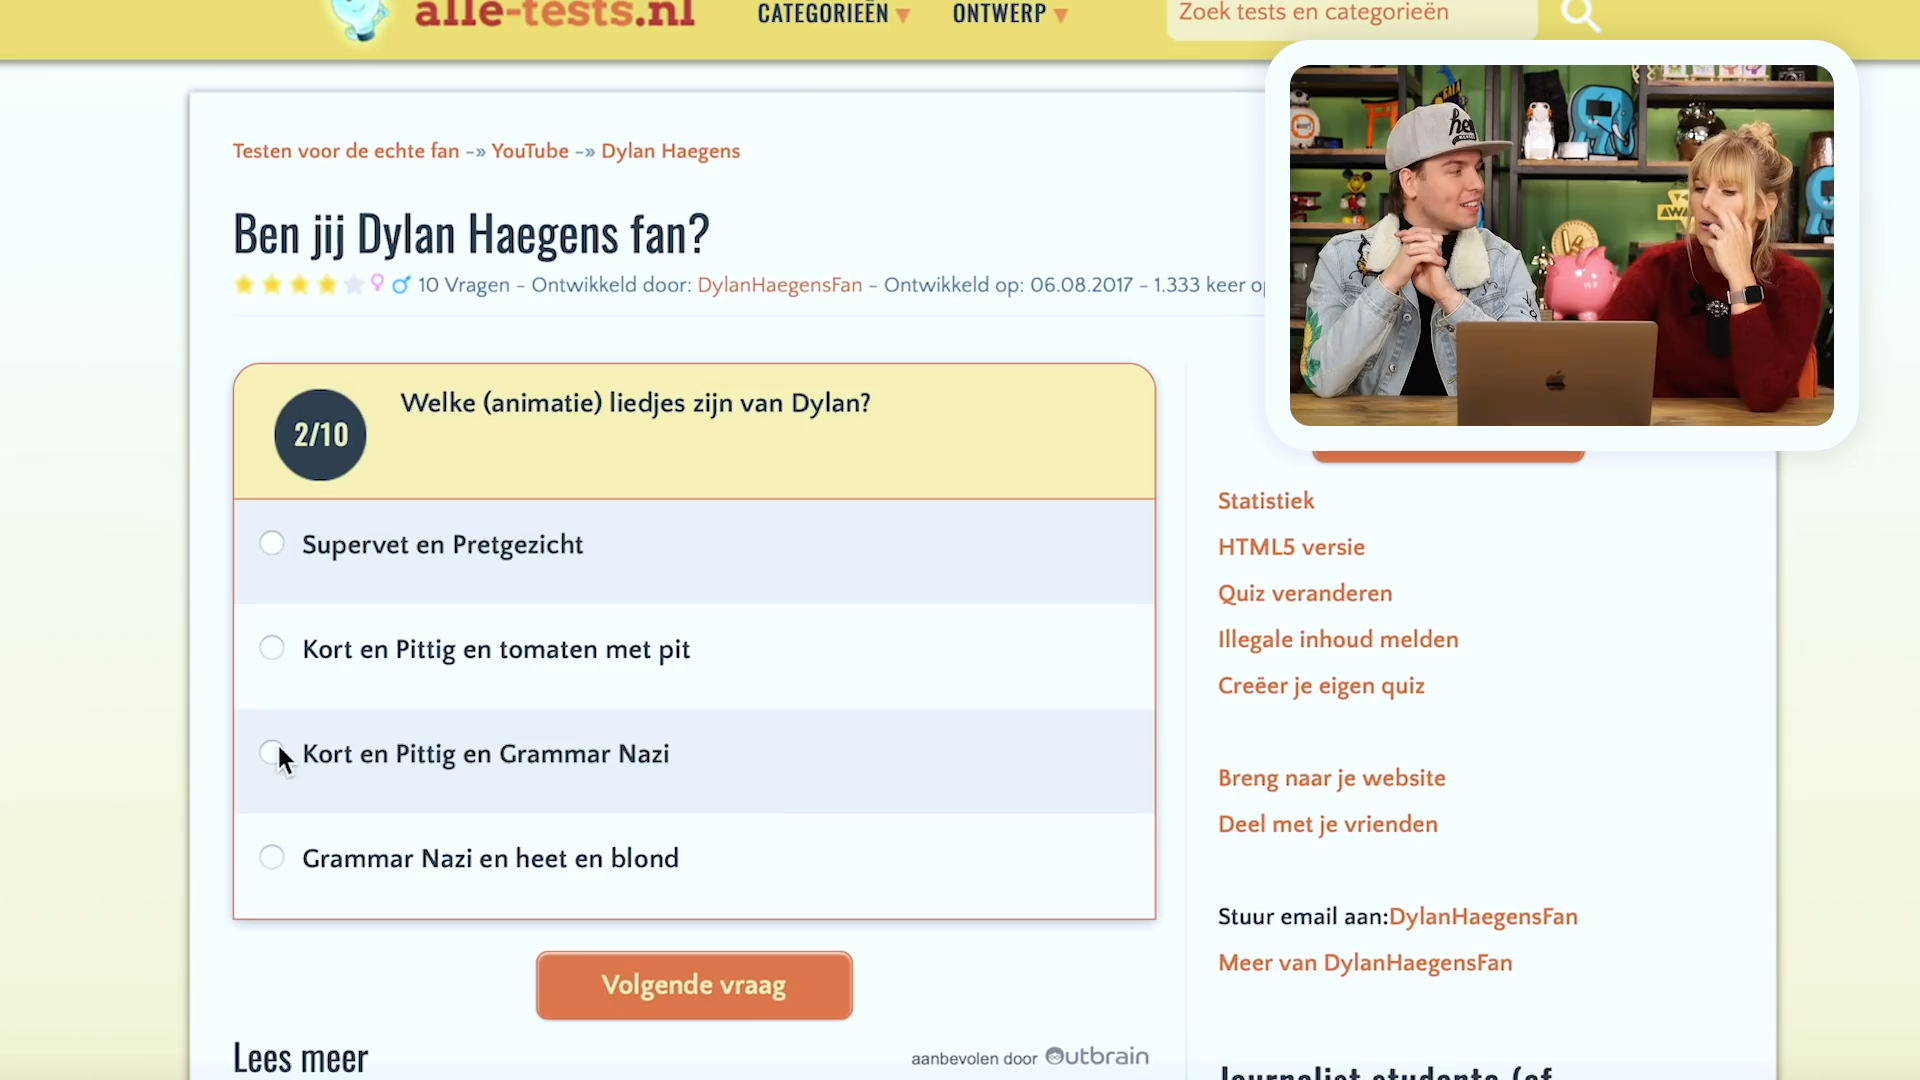 alle-tests.nl
CATEGORIEËN
ONTWERP
Zoek tests en categorieën
Testen voor de echte fan -» YouTube -» Dylan Haegens
Ben jij Dylan Haegens fan?
10 Vragen - Ontwikkeld door: DylanHaegensFan - Ontwikkeld op: 06.08.2017 - 1.333 keer
2/10
Welke (animatie) liedjes zijn van Dylan?
Supervet en Pretgezicht
Kort en Pittig en tomaten met pit
Kort en Pittig en Grammar Nazi
Grammar Nazi en heet en blond
Volgende vraag
Lees meer
aanbevolen door Outbrain
Statistiek
HTML5 versie
Quiz veranderen
Illegale inhoud melden
Creëer je eigen quiz
Breng naar je website
Deel met je vrienden
Stuur email aan:DylanHaegensFan
Meer van DylanHaegensFan